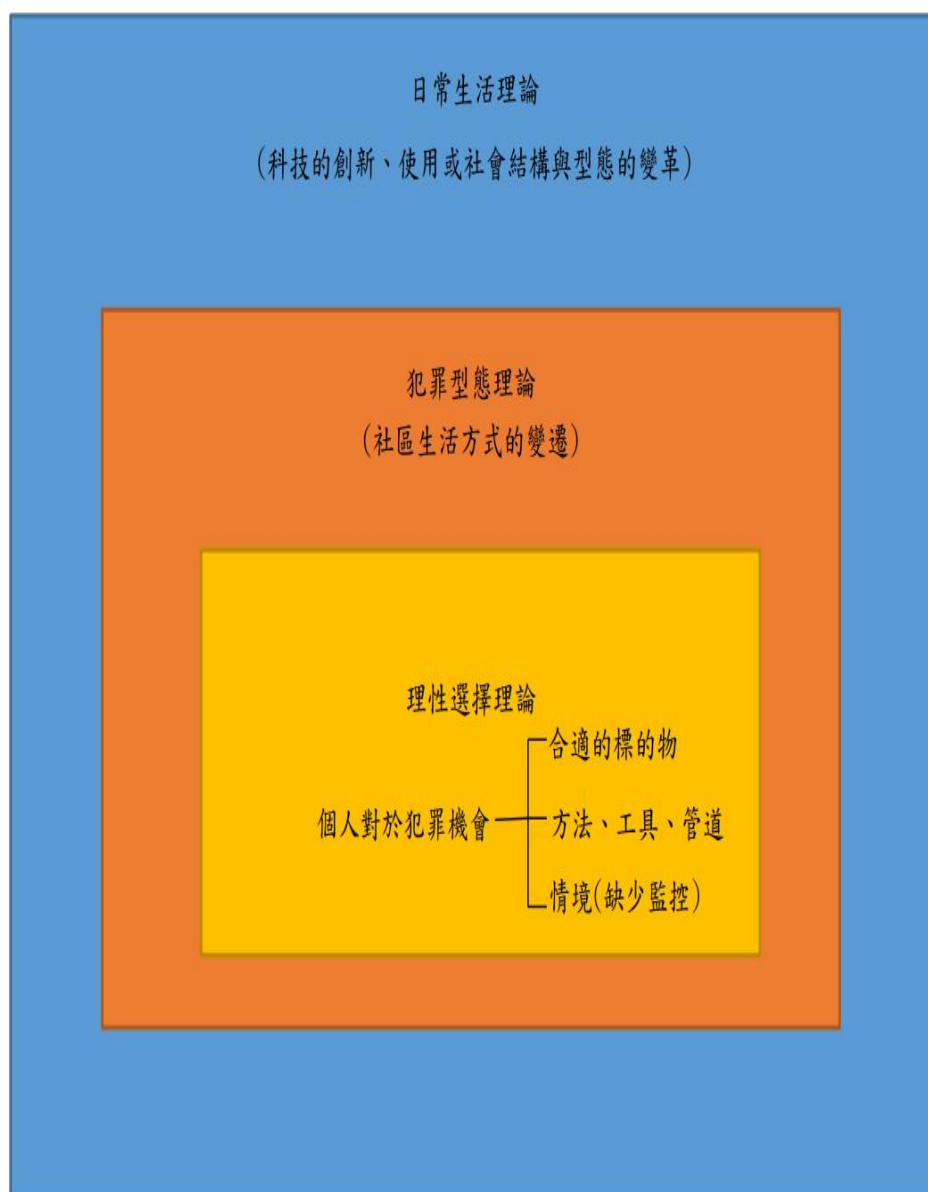 日常生活理論
(科技的創新、使用或社會結構與型態的變革)
犯罪型態理論
(社區生活方式的變遷)
理性選擇理論
合適的標的物
個人對於犯罪機會
方法、工具、管道
情境(缺少監控)